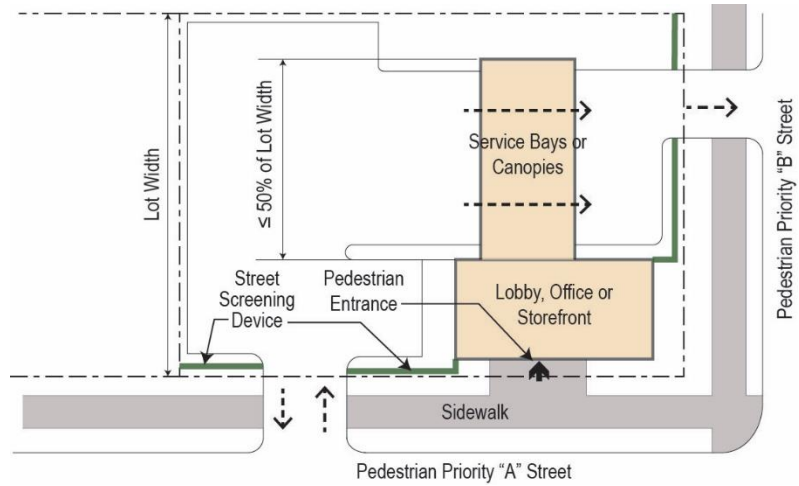 Lot Width
≤ 50% of Lot Width
Service Bays or
Canopies
Pedestrian Priority "B" Street
Street
Screening
Device
Pedestrian
Entrance
Lobby, Office or
Storefront
Sidewalk
Pedestrian Priority "A" Street